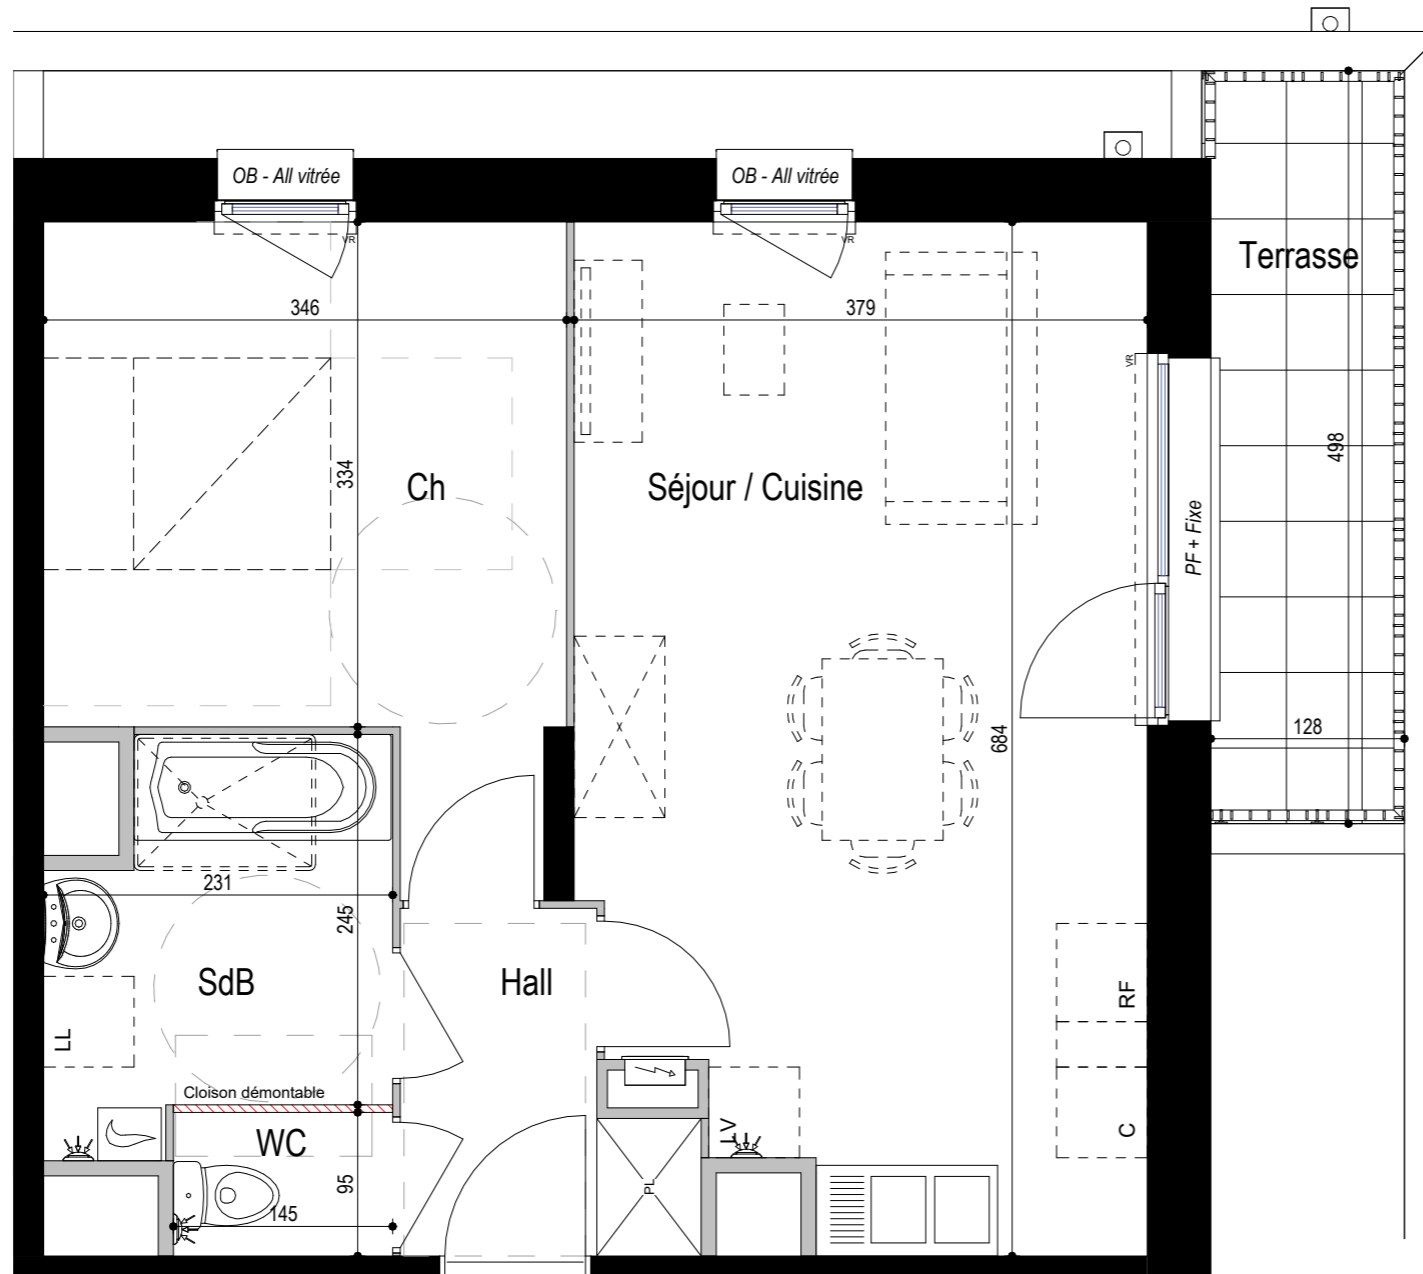 OB - All vitrée
OB - All vitrée
VR
VR
Terrasse
346
379
VR
334
Ch
Séjour / Cuisine
498
PF + Fixe
684
128
231
245
SdB
Hall
RF
LL
Cloison démontable
LV
C
WC
95
PL
145